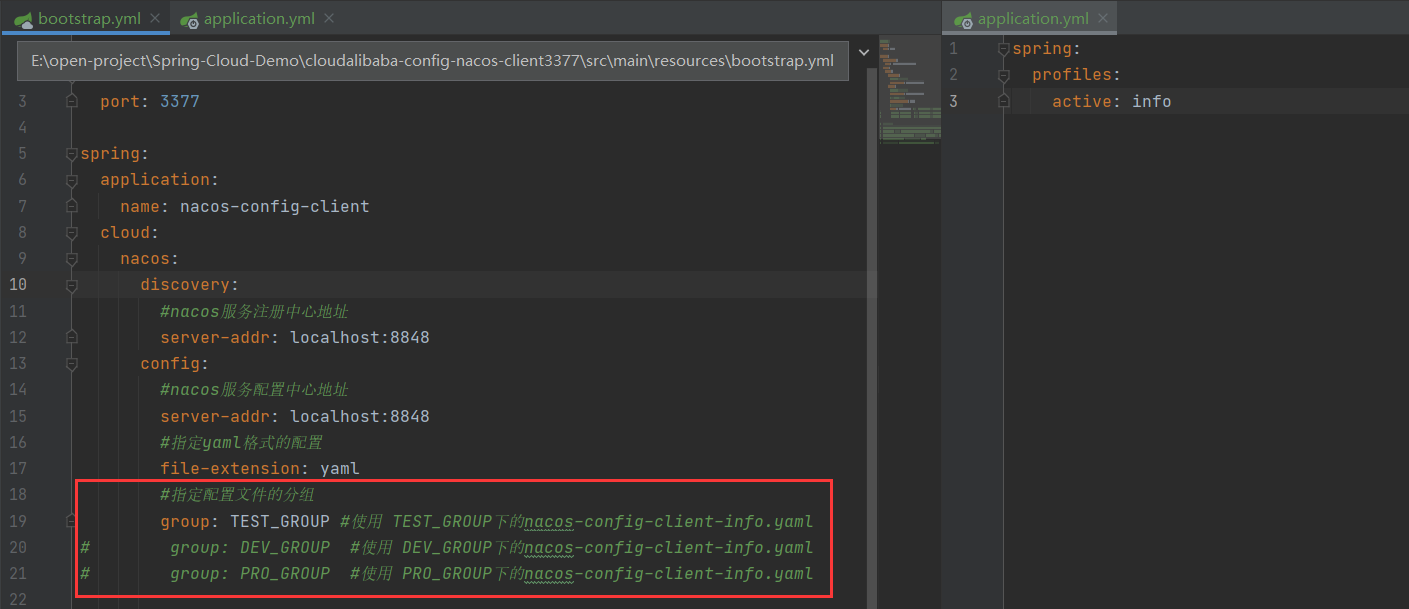 bootstrap.yml
application.yml
E:\open-project\Spring-Cloud-Demo\cloudalibaba-config-nacos-client3377\src\main\resources\bootstrap.yml
3 port: 3377
4
5 spring:
6 application:
7 name: nacos-config-client
8 cloud:
9 nacos:
10 discovery:
11 #nacos服务注册中心地址
12 server-addr: localhost:8848
13 config:
14 #nacos服务配置中心地址
15 server-addr: localhost:8848
16 #指定yaml格式的配置
17 file-extension: yaml
18 #指定配置文件的分组
19 group: TEST_GROUP #使用 TEST_GROUP下的nacos-config-client-info.yaml
20 # group: DEV_GROUP #使用 DEV_GROUP下的nacos-config-client-info.yaml
21 # group: PRO_GROUP #使用 PRO_GROUP下的nacos-config-client-info.yaml
22
application.yml
1 spring:
2 profiles:
3 active: info